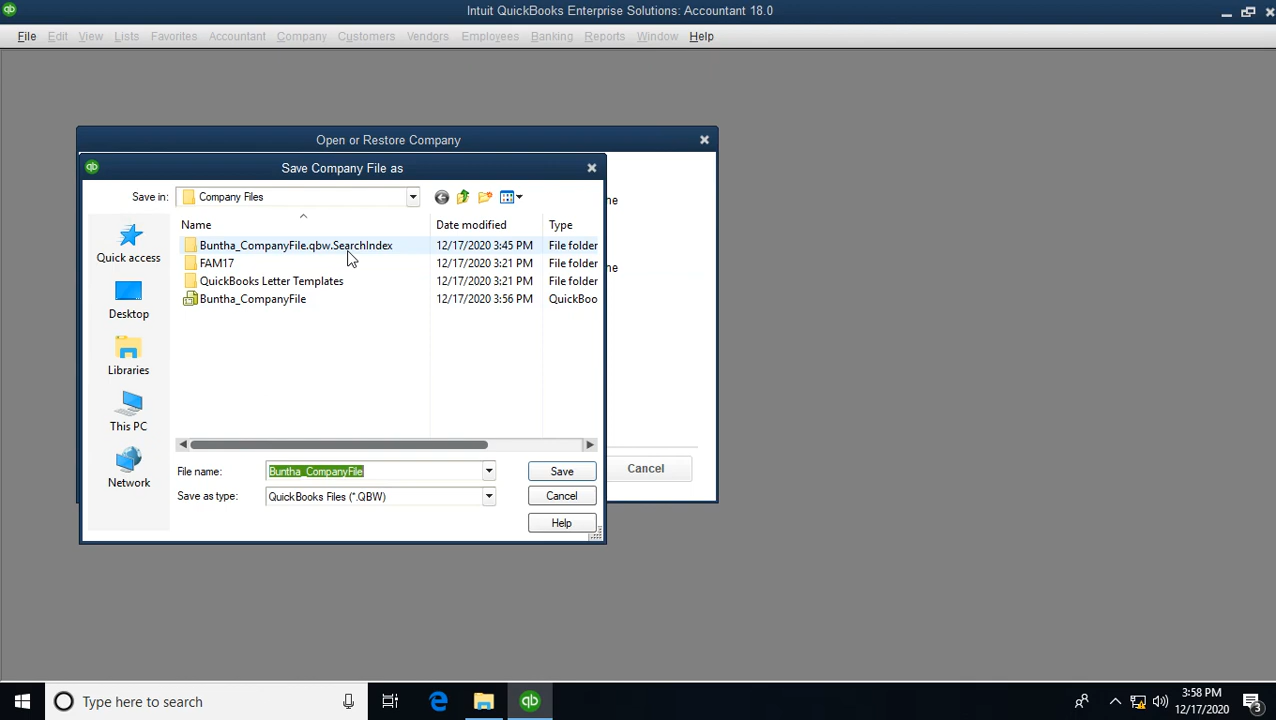 Intuit QuickBooks Enterprise Solutions: Accountant 18.0
File Edit View Lists Favorites Accountant Company Customers Vendors Employees Banking Reports Window Help
Open or Restore Company
Save Company File as
Save in: Company Files
Name Date modified Type
Buntha_CompanyFile.qbw.SearchIndex 12/17/2020 3:45 PM File folder
FAM17 12/17/2020 3:21 PM File folder
QuickBooks Letter Templates 12/17/2020 3:21 PM File folder
Buntha_CompanyFile 12/17/2020 3:56 PM QuickBoo
Quick access
Desktop
Libraries
This PC
Network
File name: Buntha_CompanyFile Save
Save as type: QuickBooks Files (*.QBW) Cancel
Help
me
ne
Cancel
Type here to search
3:58 PM
12/17/2020
3